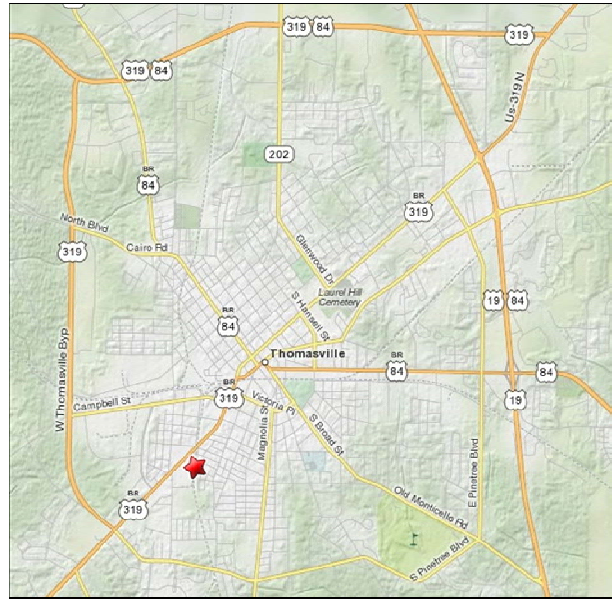 319
84
319
319
84
Us-319 N
202
BR
84
BR
319
North Blvd
Cairo Rd
319
Glenwood Dr
Laurel Hill
Cemetery
S Hansell St
19
84
BR
84
Thomasville
BR
84
84
W Thomasville Byp
BR
319
Campbell St
Victoria Pl
19
Magnolia St
S Broad St
E Pinetree Blvd
BR
319
Old Monticello Rd
E Pinetree Blvd